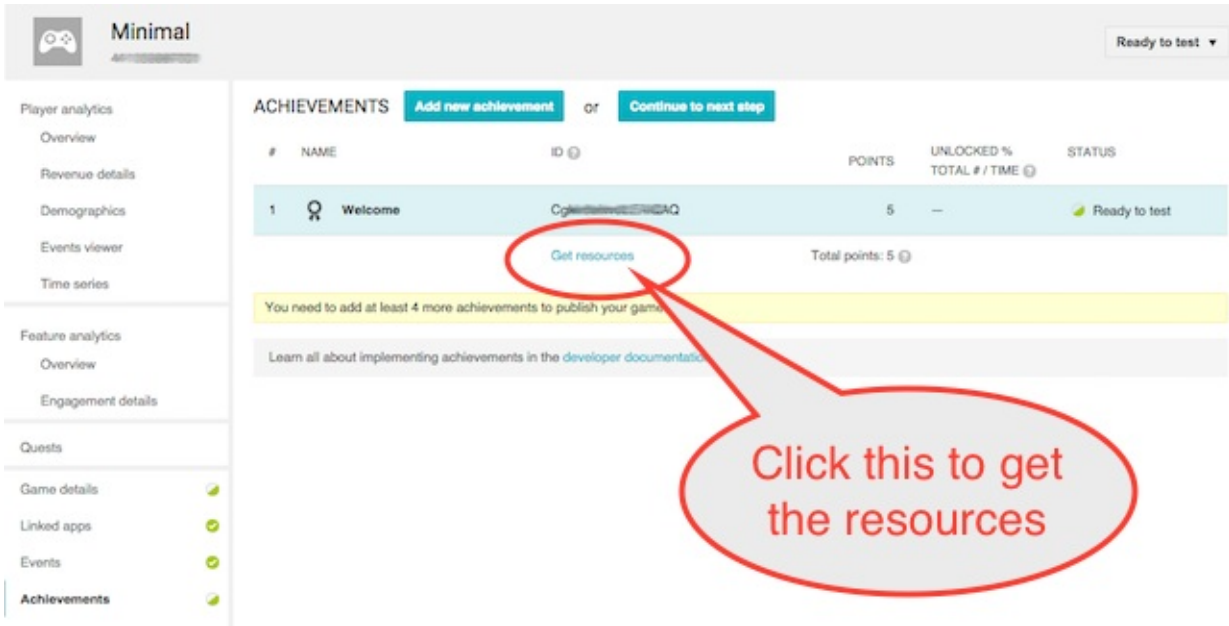 Minimal
Ready to test
Player analytics
Overview
Revenue details
Demographics
Events viewer
Time series
Feature analytics
Overview
Engagement details
Quests
Game details
Linked apps
Events
Achievements
ACHIEVEMENTS Add new achievement or Continue to next step
# NAME ID POINTS UNLOCKED % STATUS
TOTAL # / TIME
1 Welcome 5 — Ready to test
Get resources Total points: 5
You need to add at least 4 more achievements to publish your game
Learn all about implementing achievements in the developer
Click this to get
the resources